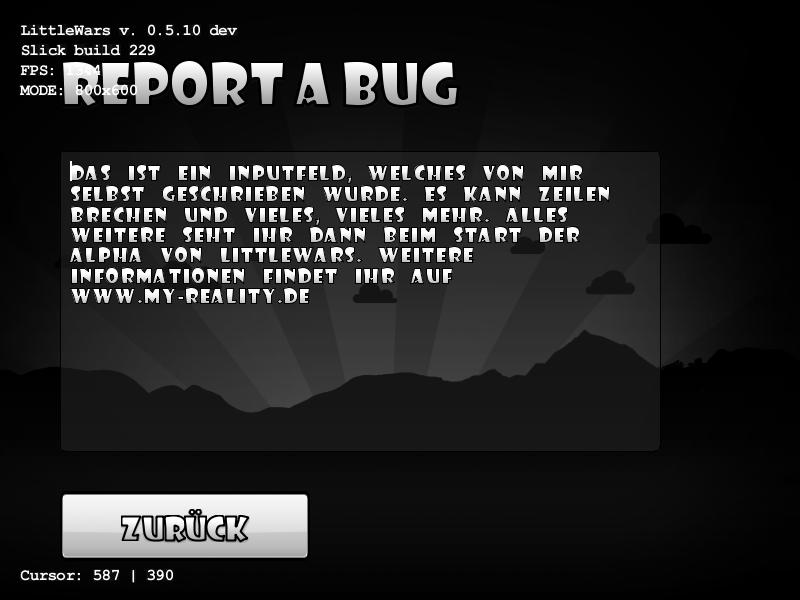 LittleWars v. 0.5.10 dev
Slick build 229
FPS:
MODE: 800x600
REPORT A BUG
DAS IST EIN INPUTFELD, WELCHES VON MIR
SELBST GESCHRIEBEN WURDE. ES KANN ZEILEN
BRECHEN UND VIELES, VIELES MEHR. ALLES
WEITERE SEHT IHR DANN BEIM START DER
ALPHA VON LITTLEWARS. WEITERE
INFORMATIONEN FINDET IHR AUF
WWW.MY-REALITY.DE
ZURÜCK
Cursor: 587 | 390